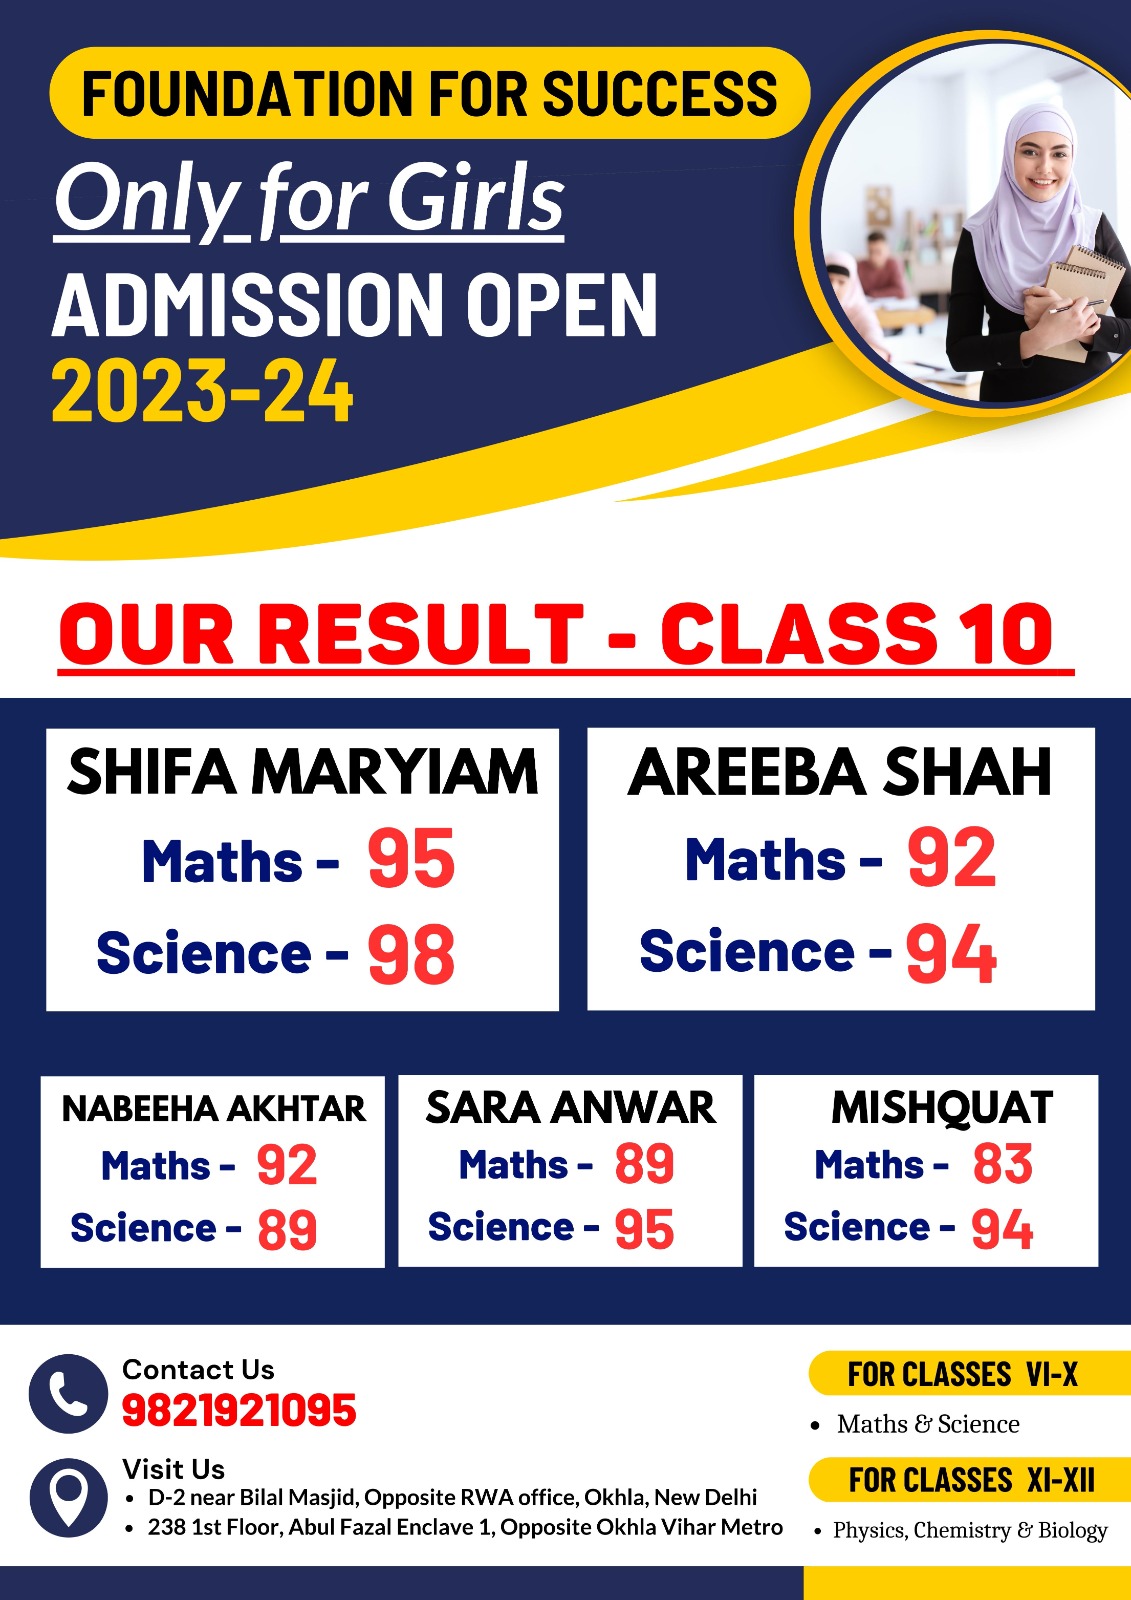 FOUNDATION FOR SUCCESS
Only for Girls
ADMISSION OPEN
2023-24
OUR RESULT - CLASS 10
SHIFA MARYIAM
Maths - 95
Science - 98
AREEBA SHAH
Maths - 92
Science - 94
NABEEHA AKHTAR
Maths - 92
Science - 89
SARA ANWAR
Maths - 89
Science - 95
MISHQUAT
Maths - 83
Science - 94
Contact Us
9821921095
Visit Us
• D-2 near Bilal Masjid, Opposite RWA office, Okhla, New Delhi
• 238 1st Floor, Abul Fazal Enclave 1, Opposite Okhla Vihar Metro
FOR CLASSES VI-X
• Maths & Science
FOR CLASSES XI-XII
• Physics, Chemistry & Biology